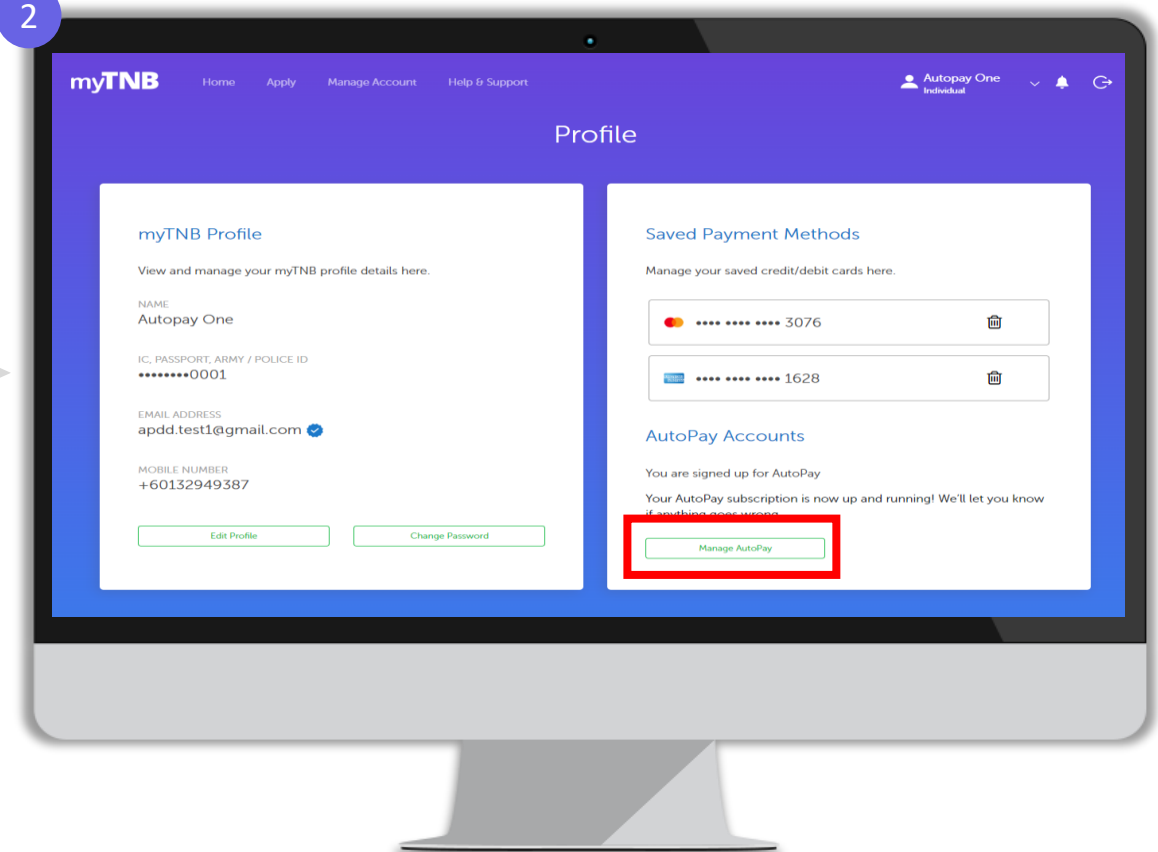 2
myTNB
Home Apply Manage Account Help & Support
Autopay One
Individual
Profile
myTNB Profile
View and manage your myTNB profile details here.
NAME
Autopay One
IC, PASSPORT, ARMY / POLICE ID
••••••••0001
EMAIL ADDRESS
apdd.test1@gmail.com
MOBILE NUMBER
+60132949387
Edit Profile Change Password
Saved Payment Methods
Manage your saved credit/debit cards here.
•••• •••• •••• 3076
•••• •••• •••• 1628
AutoPay Accounts
You are signed up for AutoPay
Your AutoPay subscription is now up and running! We'll let you know
if anything goes wrong
Manage AutoPay